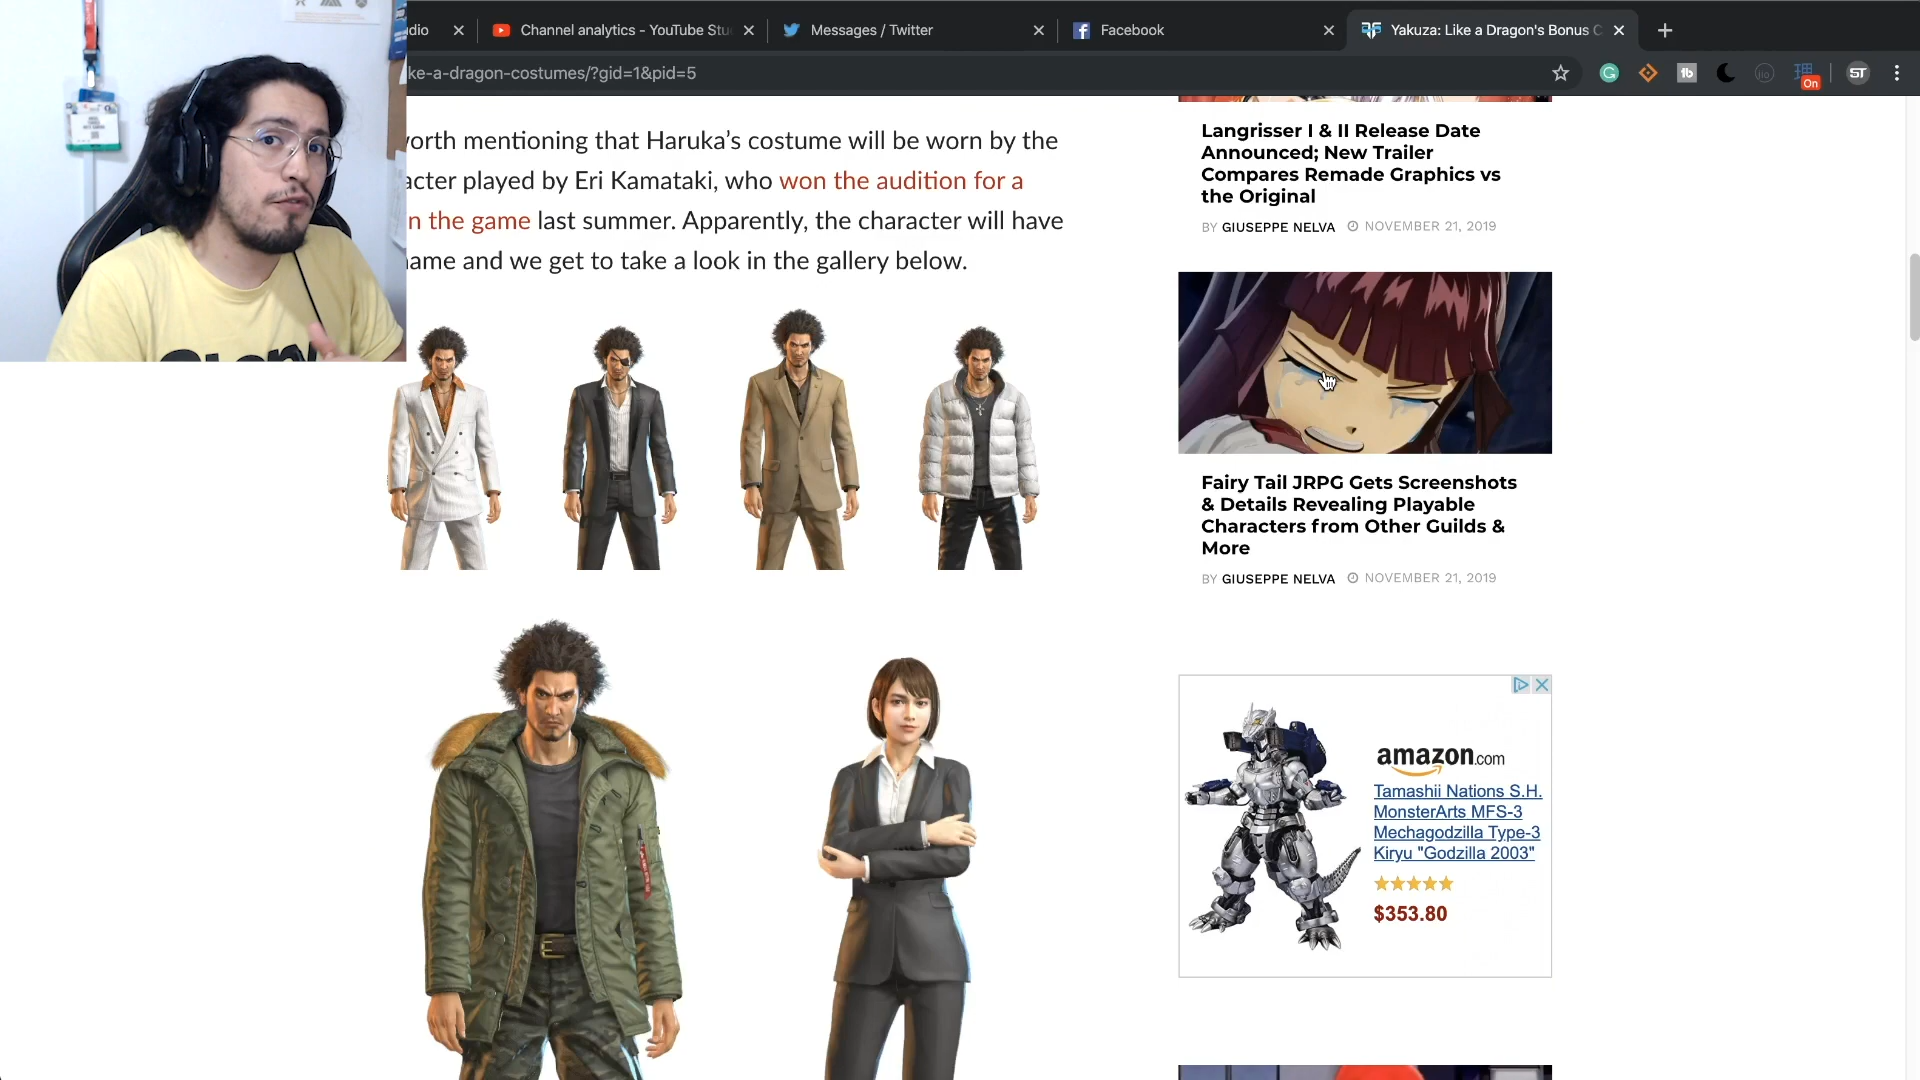 dio
Channel analytics - YouTube Stu
Messages / Twitter
Facebook
Yakuza: Like a Dragon's Bonus C
ke-a-dragon-costumes/?gid=1&pid=5
On
ST
orth mentioning that Haruka's costume will be worn by the
acter played by Eri Kamataki, who won the audition for a
n the game last summer. Apparently, the character will have
ame and we get to take a look in the gallery below.
Langrisser I & II Release Date
Announced; New Trailer
Compares Remade Graphics vs
the Original
BY GIUSEPPE NELVA NOVEMBER 21, 2019
Fairy Tail JRPG Gets Screenshots
& Details Revealing Playable
Characters from Other Guilds &
More
BY GIUSEPPE NELVA NOVEMBER 21, 2019
amazon.com
Tamashii Nations S.H.
MonsterArts MFS-3
Mechagodzilla Type-3
Kiryu "Godzilla 2003"
$353.80